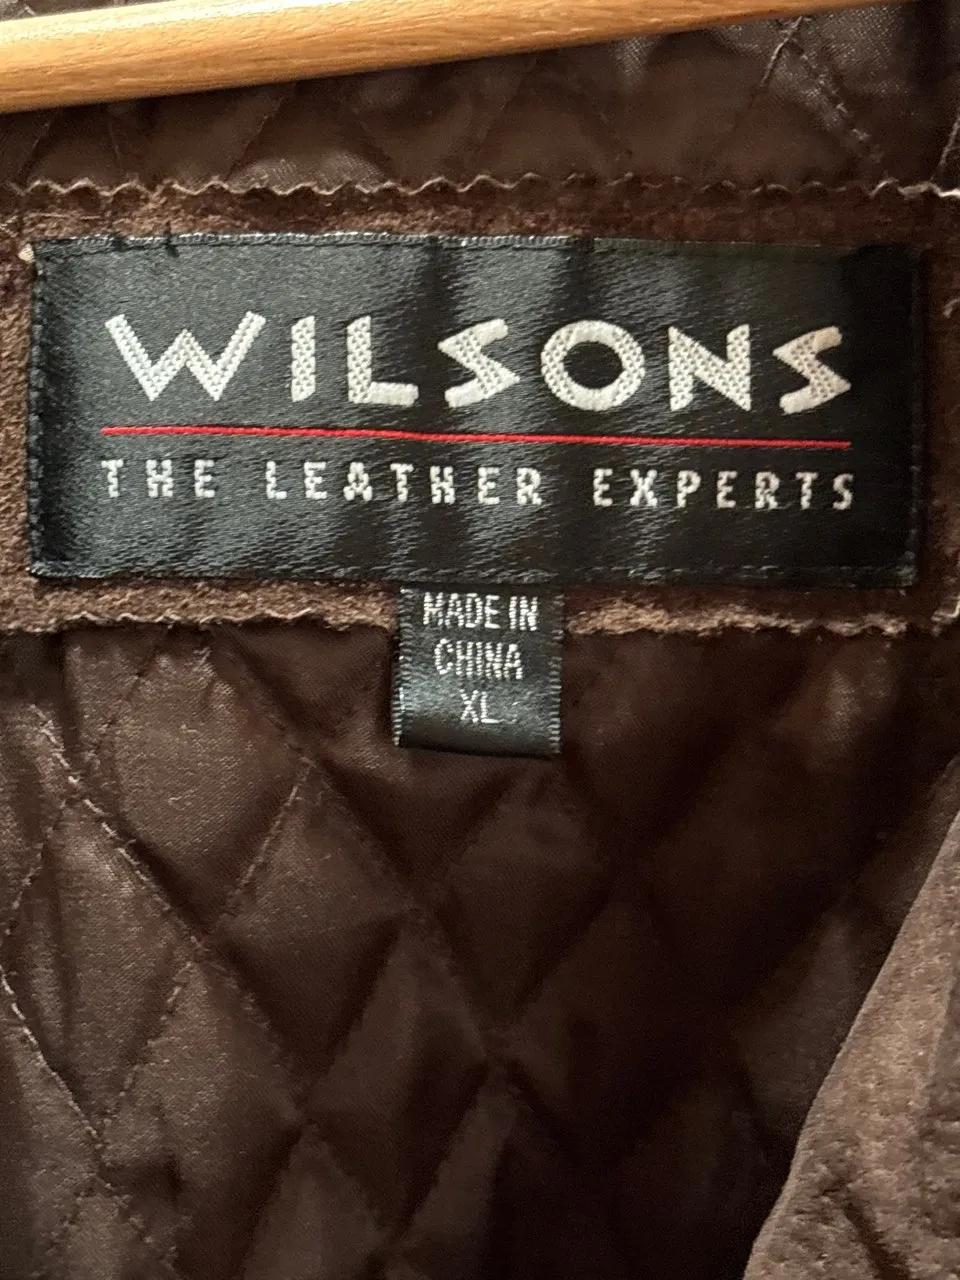 WILSONS
THE LEATHER EXPERTS
MADE IN
CHINA
XL